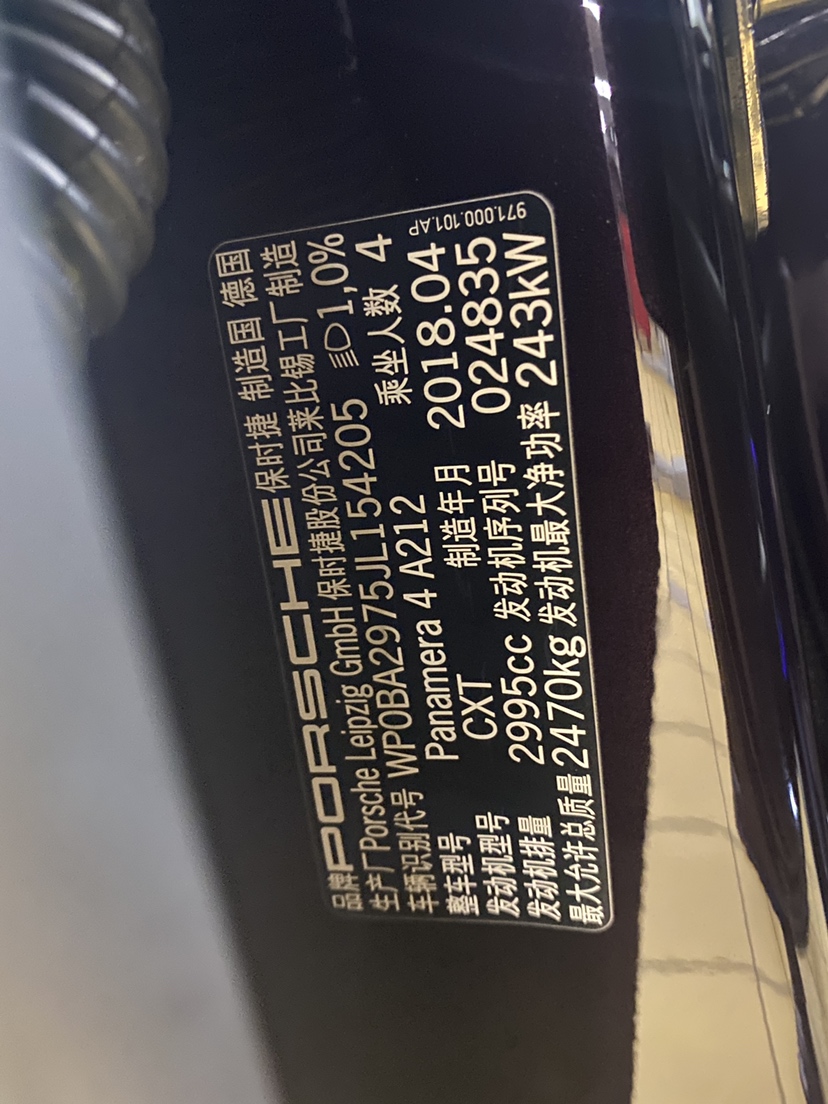 品牌 PORSCHE 保时捷 制造国 德国
生产厂 Porsche Leipzig GmbH 保时捷股份公司莱比锡工厂制造
车辆识别代号 WP0BA2975JL154205 1,0%
整车型号 Panamera 4 A212 乘坐人数 4
发动机型号 CXT 制造年月 2018.04
发动机排量 2995cc 发动机序列号 024835
最大允许总质量 2470kg 发动机最大净功率 243kW
971.000.101.AP